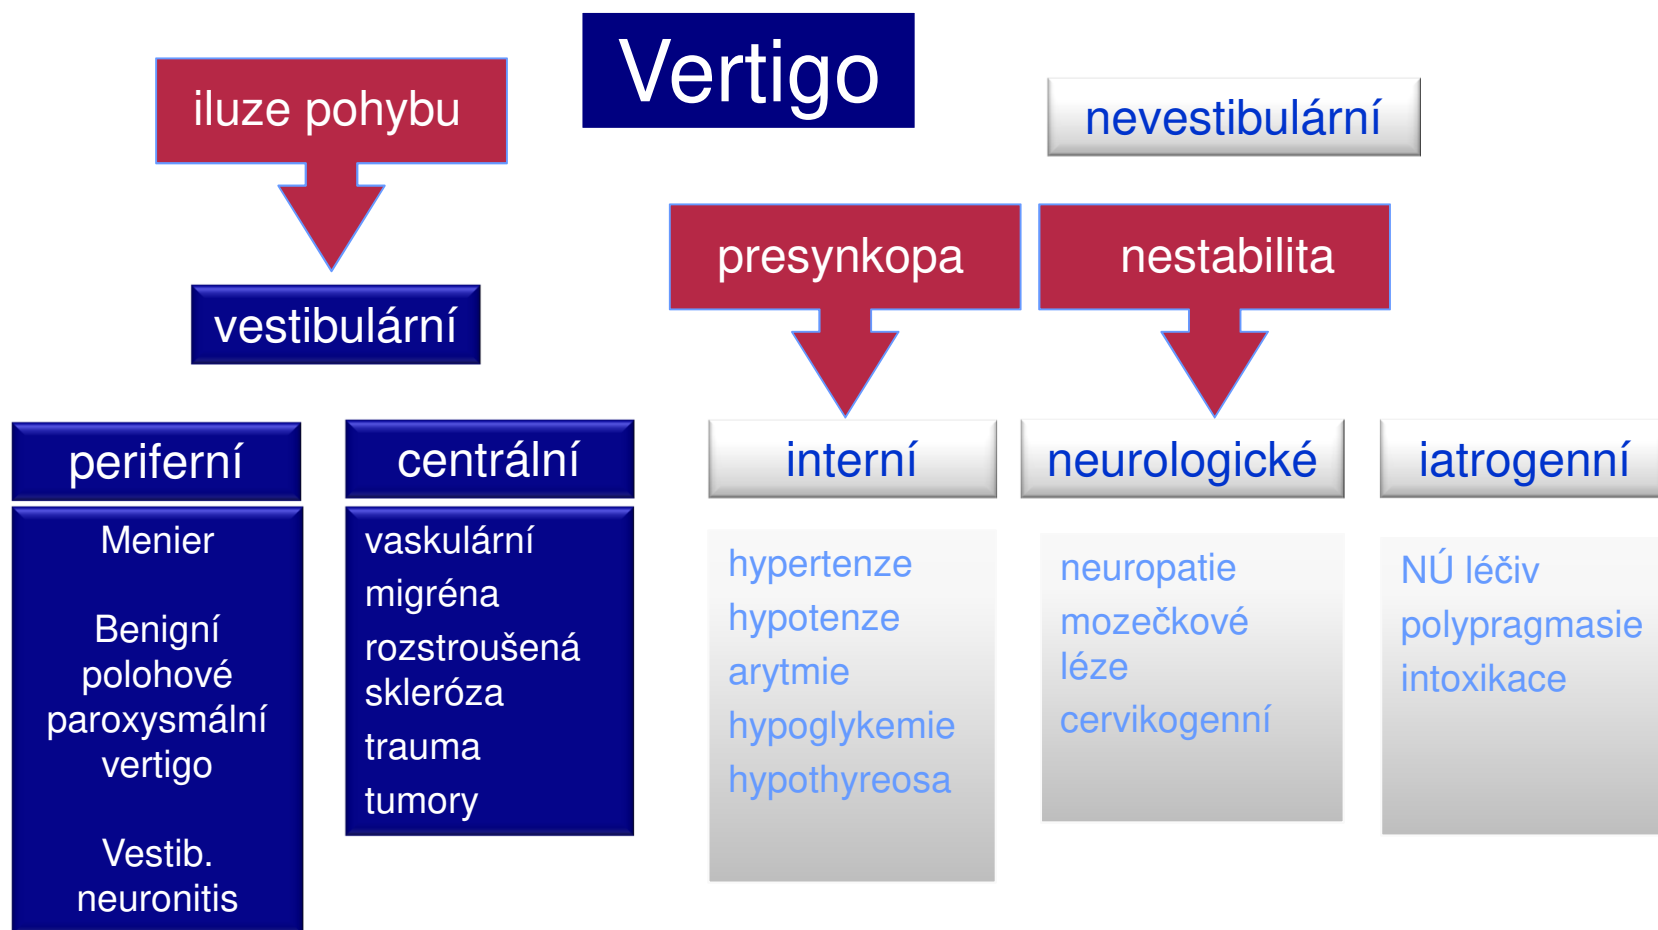 Vertigo
iluze pohybu
nevestibulární
presynkopa
nestabilita
vestibulární
periferní
centrální
interní
neurologické
iatrogenní
Menier
Benigní
polohové
paroxysmální
vertigo
Vestib.
neuronitis
vaskulární
migréna
rozstroušená
skleróza
trauma
tumory
hypertenze
hypotenze
arytmie
hypoglykemie
hypothyreosa
neuropatie
mozečkové
léze
cervikogenní
NÚ léčiv
polypragmasie
intoxikace